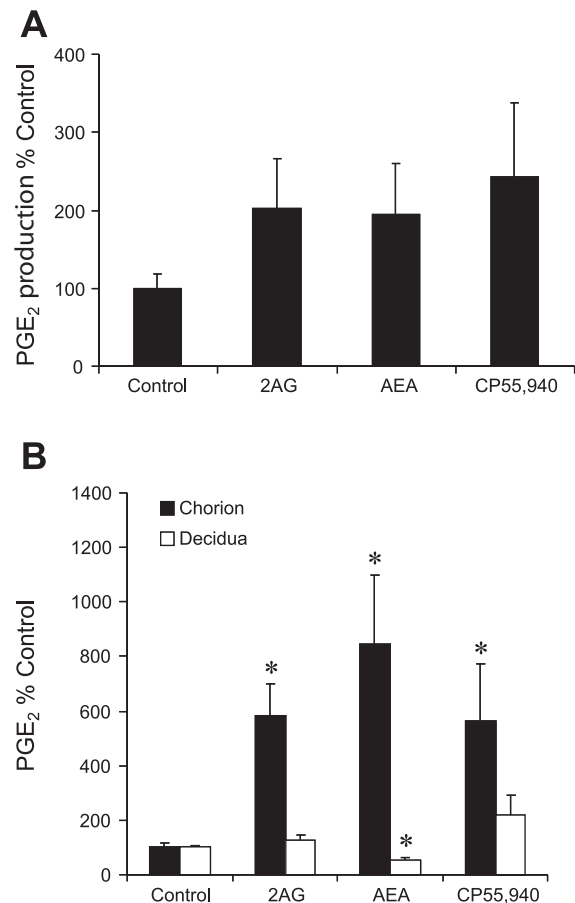 A
PGE₂ production % Control
400
300
200
100
0
Control 2AG AEA CP55,940
B
PGE₂ % Control
1400
1200
1000
800
600
400
200
0
Chorion
Decidua
*
*
*
*
Control 2AG AEA CP55,940